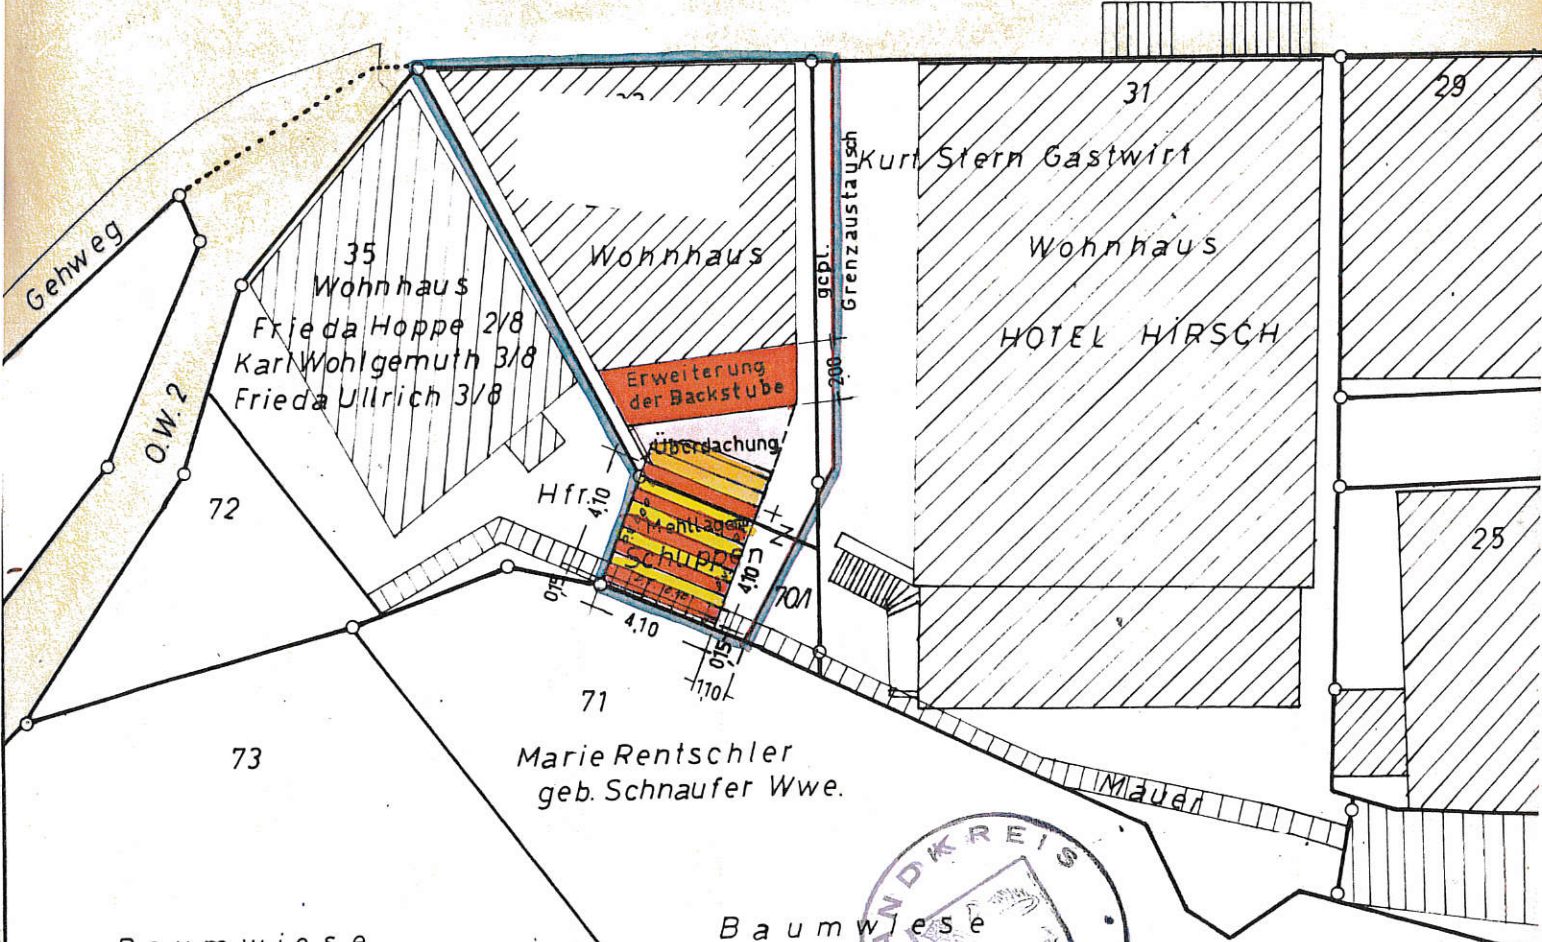 31
29
Kurt Stern Gastwirt
Gehweg
35
Wohnhaus
Frieda Hoppe 2/8
Karl Wohlgemuth 3/8
Frieda Ullrich 3/8
Wohnhaus
gepl.
Grenzaustausch
Wohnhaus
HOTEL HIRSCH
O.W. 2
Erweiterung
der Backstube
2,00
Überdachung
72
Hfr.
4,10
Mehllager
Schuppen
4,10
70/1
25
0,15
4,10
0,15
1,10
71
73
Marie Rentschler
geb. Schnaufer Wwe.
Mauer
LANDKREIS
Baumwiese
Baumwiese